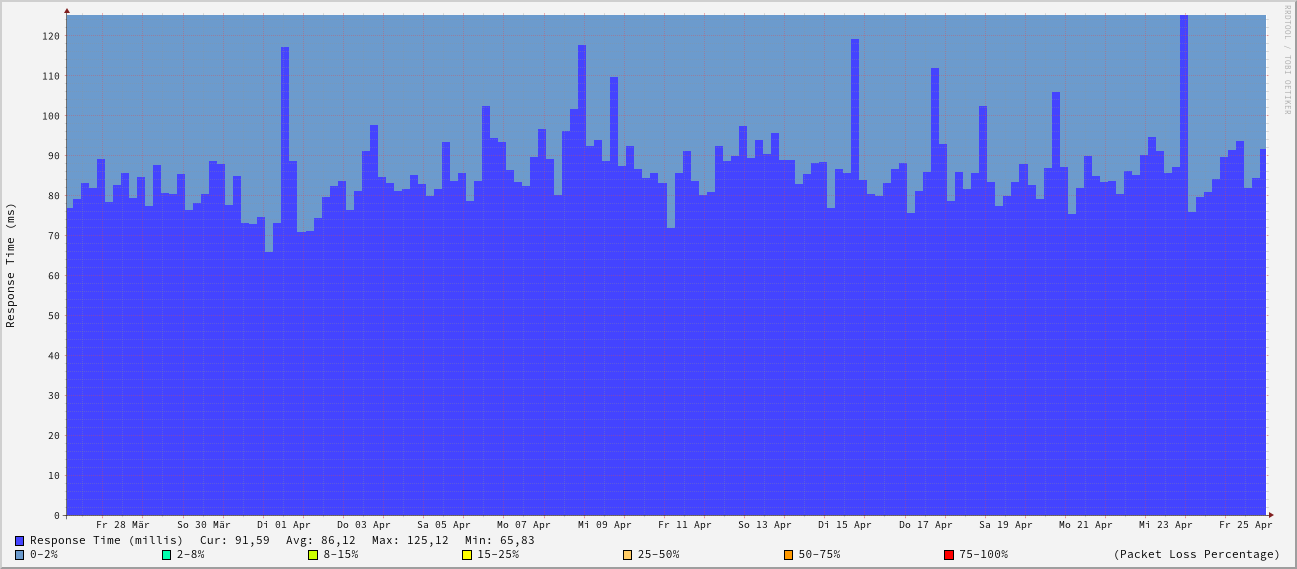 RRDTOOL / TOBI OETIKER
Response Time (ms)
120
110
100
90
80
70
60
50
40
30
20
10
0
Fr 28 Mär So 30 Mär Di 01 Apr Do 03 Apr Sa 05 Apr Mo 07 Apr Mi 09 Apr Fr 11 Apr So 13 Apr Di 15 Apr Do 17 Apr Sa 19 Apr Mo 21 Apr Mi 23 Apr Fr 25 Apr
Response Time (millis) Cur: 91,59 Avg: 86,12 Max: 125,12 Min: 65,83
0-2% 2-8% 8-15% 15-25% 25-50% 50-75% 75-100% (Packet Loss Percentage)